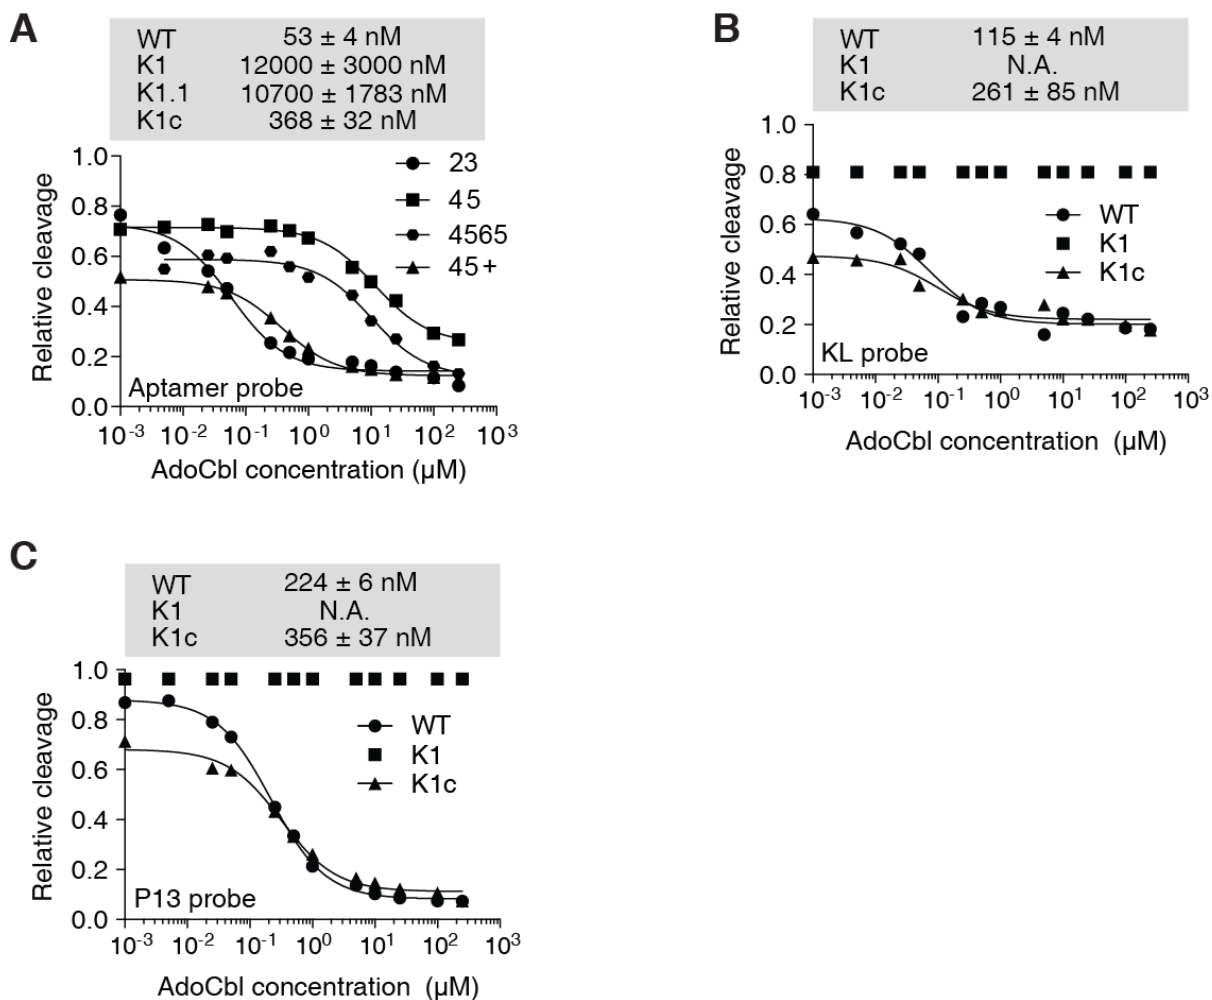 A
WT 53 ± 4 nM
K1 12000 ± 3000 nM
K1.1 10700 ± 1783 nM
K1c 368 ± 32 nM
1.0
0.8
0.6
0.4
0.2
0.0
Relative cleavage
23
45
4565
45+
Aptamer probe
10-3 10-2 10-1 100 101 102 103
AdoCbl concentration (µM)
B
WT 115 ± 4 nM
K1 N.A.
K1c 261 ± 85 nM
1.0
0.8
0.6
0.4
0.2
0.0
Relative cleavage
WT
K1
K1c
KL probe
10-3 10-2 10-1 100 101 102 103
AdoCbl concentration (µM)
C
WT 224 ± 6 nM
K1 N.A.
K1c 356 ± 37 nM
1.0
0.8
0.6
0.4
0.2
0.0
Relative cleavage
WT
K1
K1c
P13 probe
10-3 10-2 10-1 100 101 102 103
AdoCbl concentration (µM)